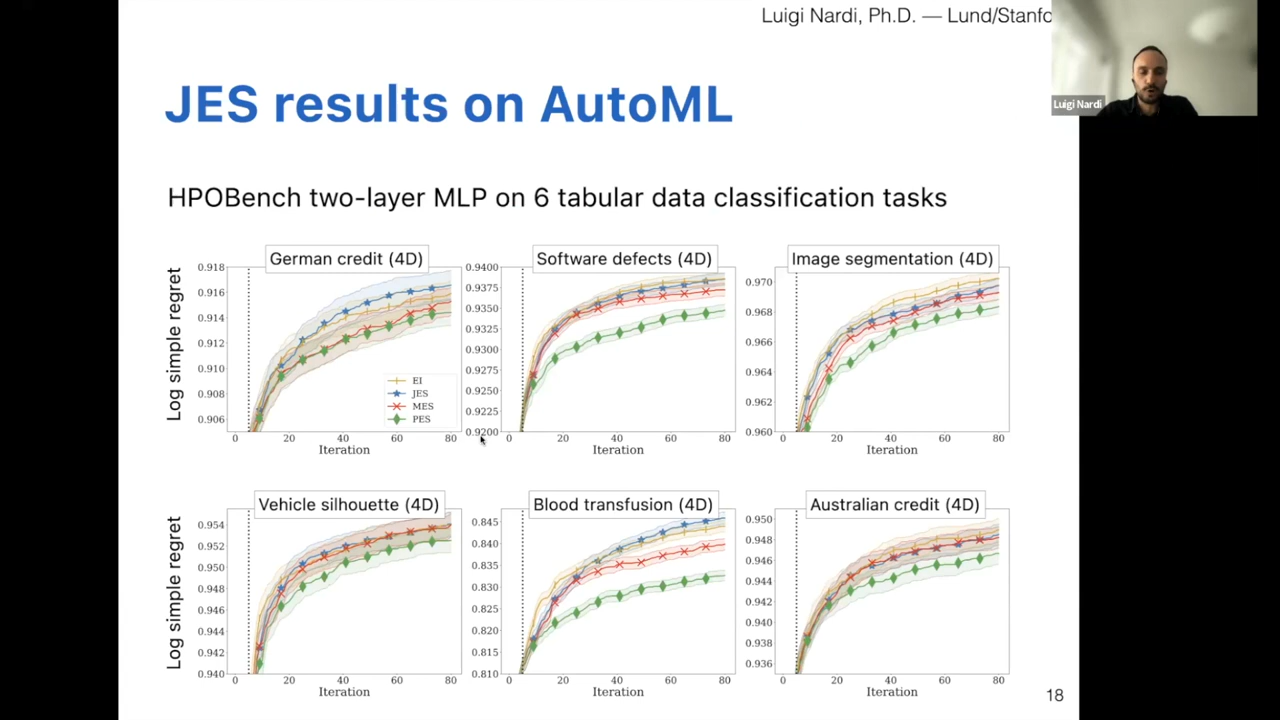 Luigi Nardi, Ph.D. — Lund/Stanfo
Luigi Nardi
JES results on AutoML
HPOBench two-layer MLP on 6 tabular data classification tasks
German credit (4D)
Software defects (4D)
Image segmentation (4D)
Log simple regret
0.918
0.916
0.914
0.912
0.910
0.908
0.906
EI
JES
MES
PES
0 20 40 60 80
Iteration
0.9400
0.9375
0.9350
0.9325
0.9300
0.9275
0.9250
0.9225
0.9200
0 20 40 60 80
Iteration
0.970
0.968
0.966
0.964
0.962
0.960
0 20 40 60 80
Iteration
Vehicle silhouette (4D)
Blood transfusion (4D)
Australian credit (4D)
Log simple regret
0.954
0.952
0.950
0.948
0.946
0.944
0.942
0.940
0 20 40 60 80
Iteration
0.845
0.840
0.835
0.830
0.825
0.820
0.815
0.810
0 20 40 60 80
Iteration
0.950
0.948
0.946
0.944
0.942
0.940
0.938
0.936
0 20 40 60 80
Iteration
18